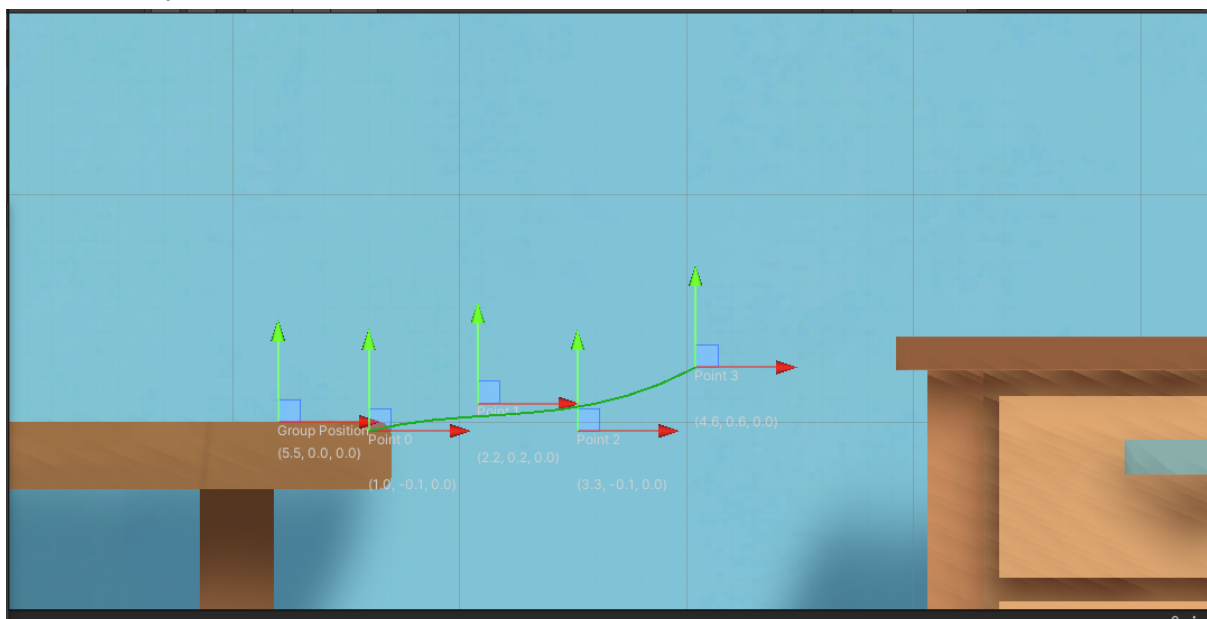 Group Position
(5.5, 0.0, 0.0)
Point 0
(1.0, -0.1, 0.0)
Point 1
(2.2, 0.2, 0.0)
Point 2
(3.3, -0.1, 0.0)
Point 3
(4.6, 0.6, 0.0)